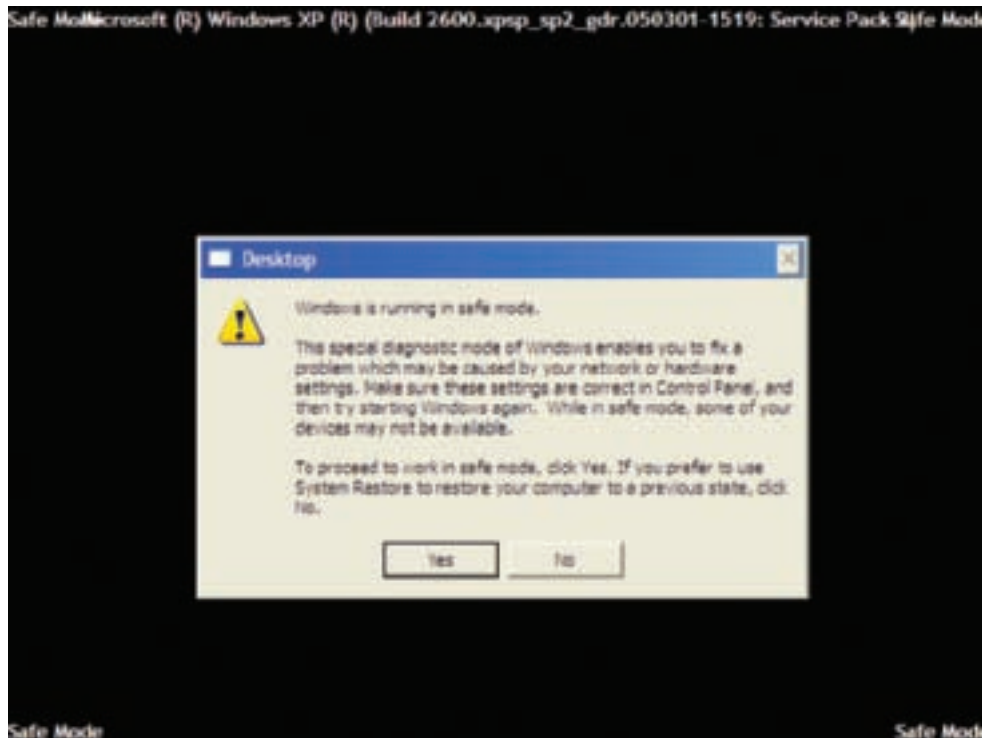 Safe Mode Microsoft (R) Windows XP (R) (Build 2600.xpsp_sp2_gdr.050301-1519: Service Pack 2) Safe Mode
Desktop
Windows is running in safe mode.
This special diagnostic mode of Windows enables you to fix a
problem which may be caused by your network or hardware
settings. Make sure these settings are correct in Control Panel, and
then try starting Windows again. While in safe mode, some of your
devices may not be available.
To proceed to work in safe mode, click Yes. If you prefer to use
System Restore to restore your computer to a previous state, click
No.
Yes No
Safe Mode Safe Mode